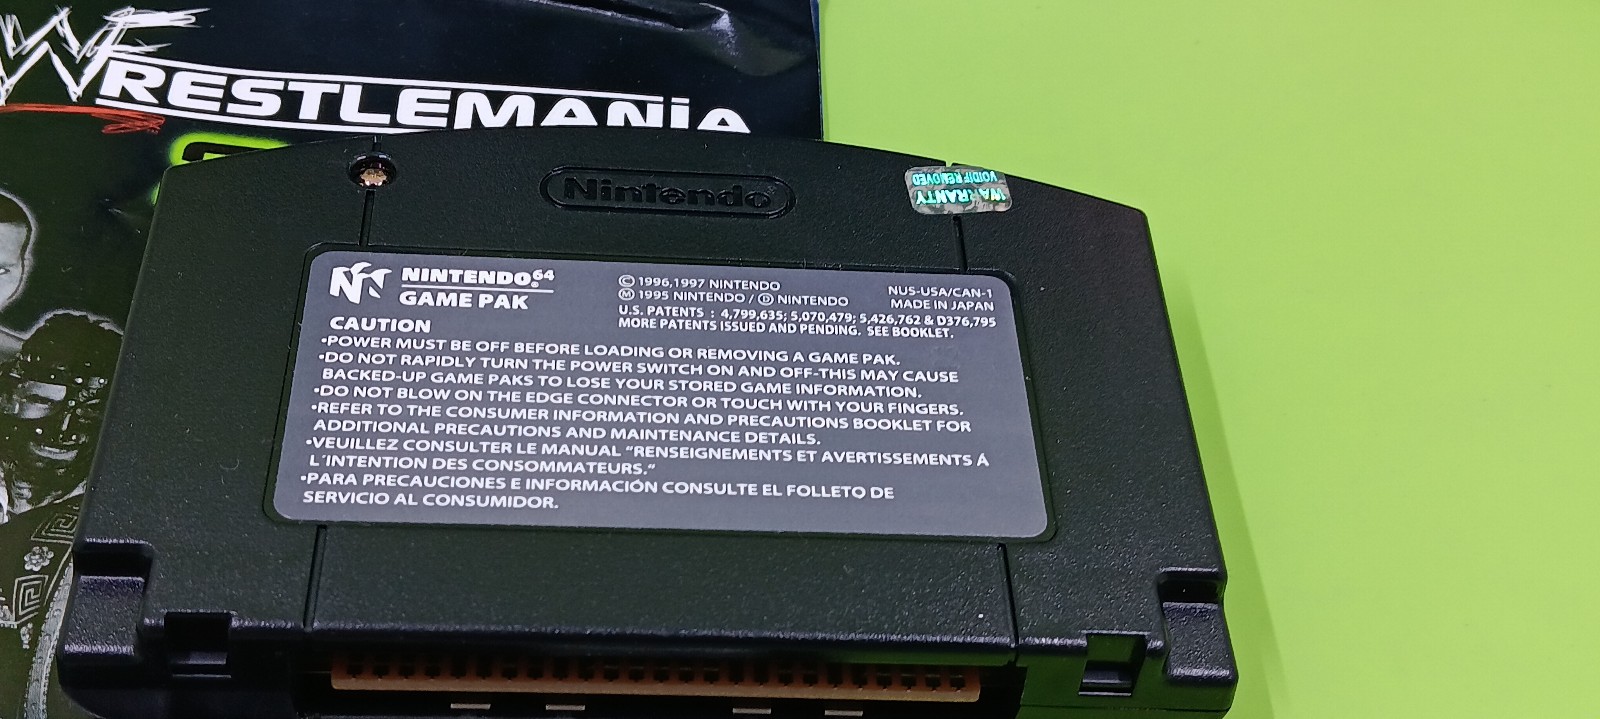 WRESTLEMANIA
Nintendo
WARRANTY
VOID IF REMOVED
NINTENDO64
GAME PAK
© 1996,1997 NINTENDO
Ⓜ 1995 NINTENDO / Ⓓ NINTENDO
U.S. PATENTS : 4,799,635; 5,070,479; 5,426,762 & D376,795
MORE PATENTS ISSUED AND PENDING. SEE BOOKLET.
NUS-USA/CAN-1
MADE IN JAPAN
CAUTION
•POWER MUST BE OFF BEFORE LOADING OR REMOVING A GAME PAK.
•DO NOT RAPIDLY TURN THE POWER SWITCH ON AND OFF-THIS MAY CAUSE
BACKED-UP GAME PAKS TO LOSE YOUR STORED GAME INFORMATION.
•DO NOT BLOW ON THE EDGE CONNECTOR OR TOUCH WITH YOUR FINGERS.
•REFER TO THE CONSUMER INFORMATION AND PRECAUTIONS BOOKLET FOR
ADDITIONAL PRECAUTIONS AND MAINTENANCE DETAILS.
•VEUILLEZ CONSULTER LE MANUAL "RENSEIGNEMENTS ET AVERTISSEMENTS Á
L'INTENTION DES CONSOMMATEURS."
•PARA PRECAUCIONES E INFORMACIÓN CONSULTE EL FOLLETO DE
SERVICIO AL CONSUMIDOR.